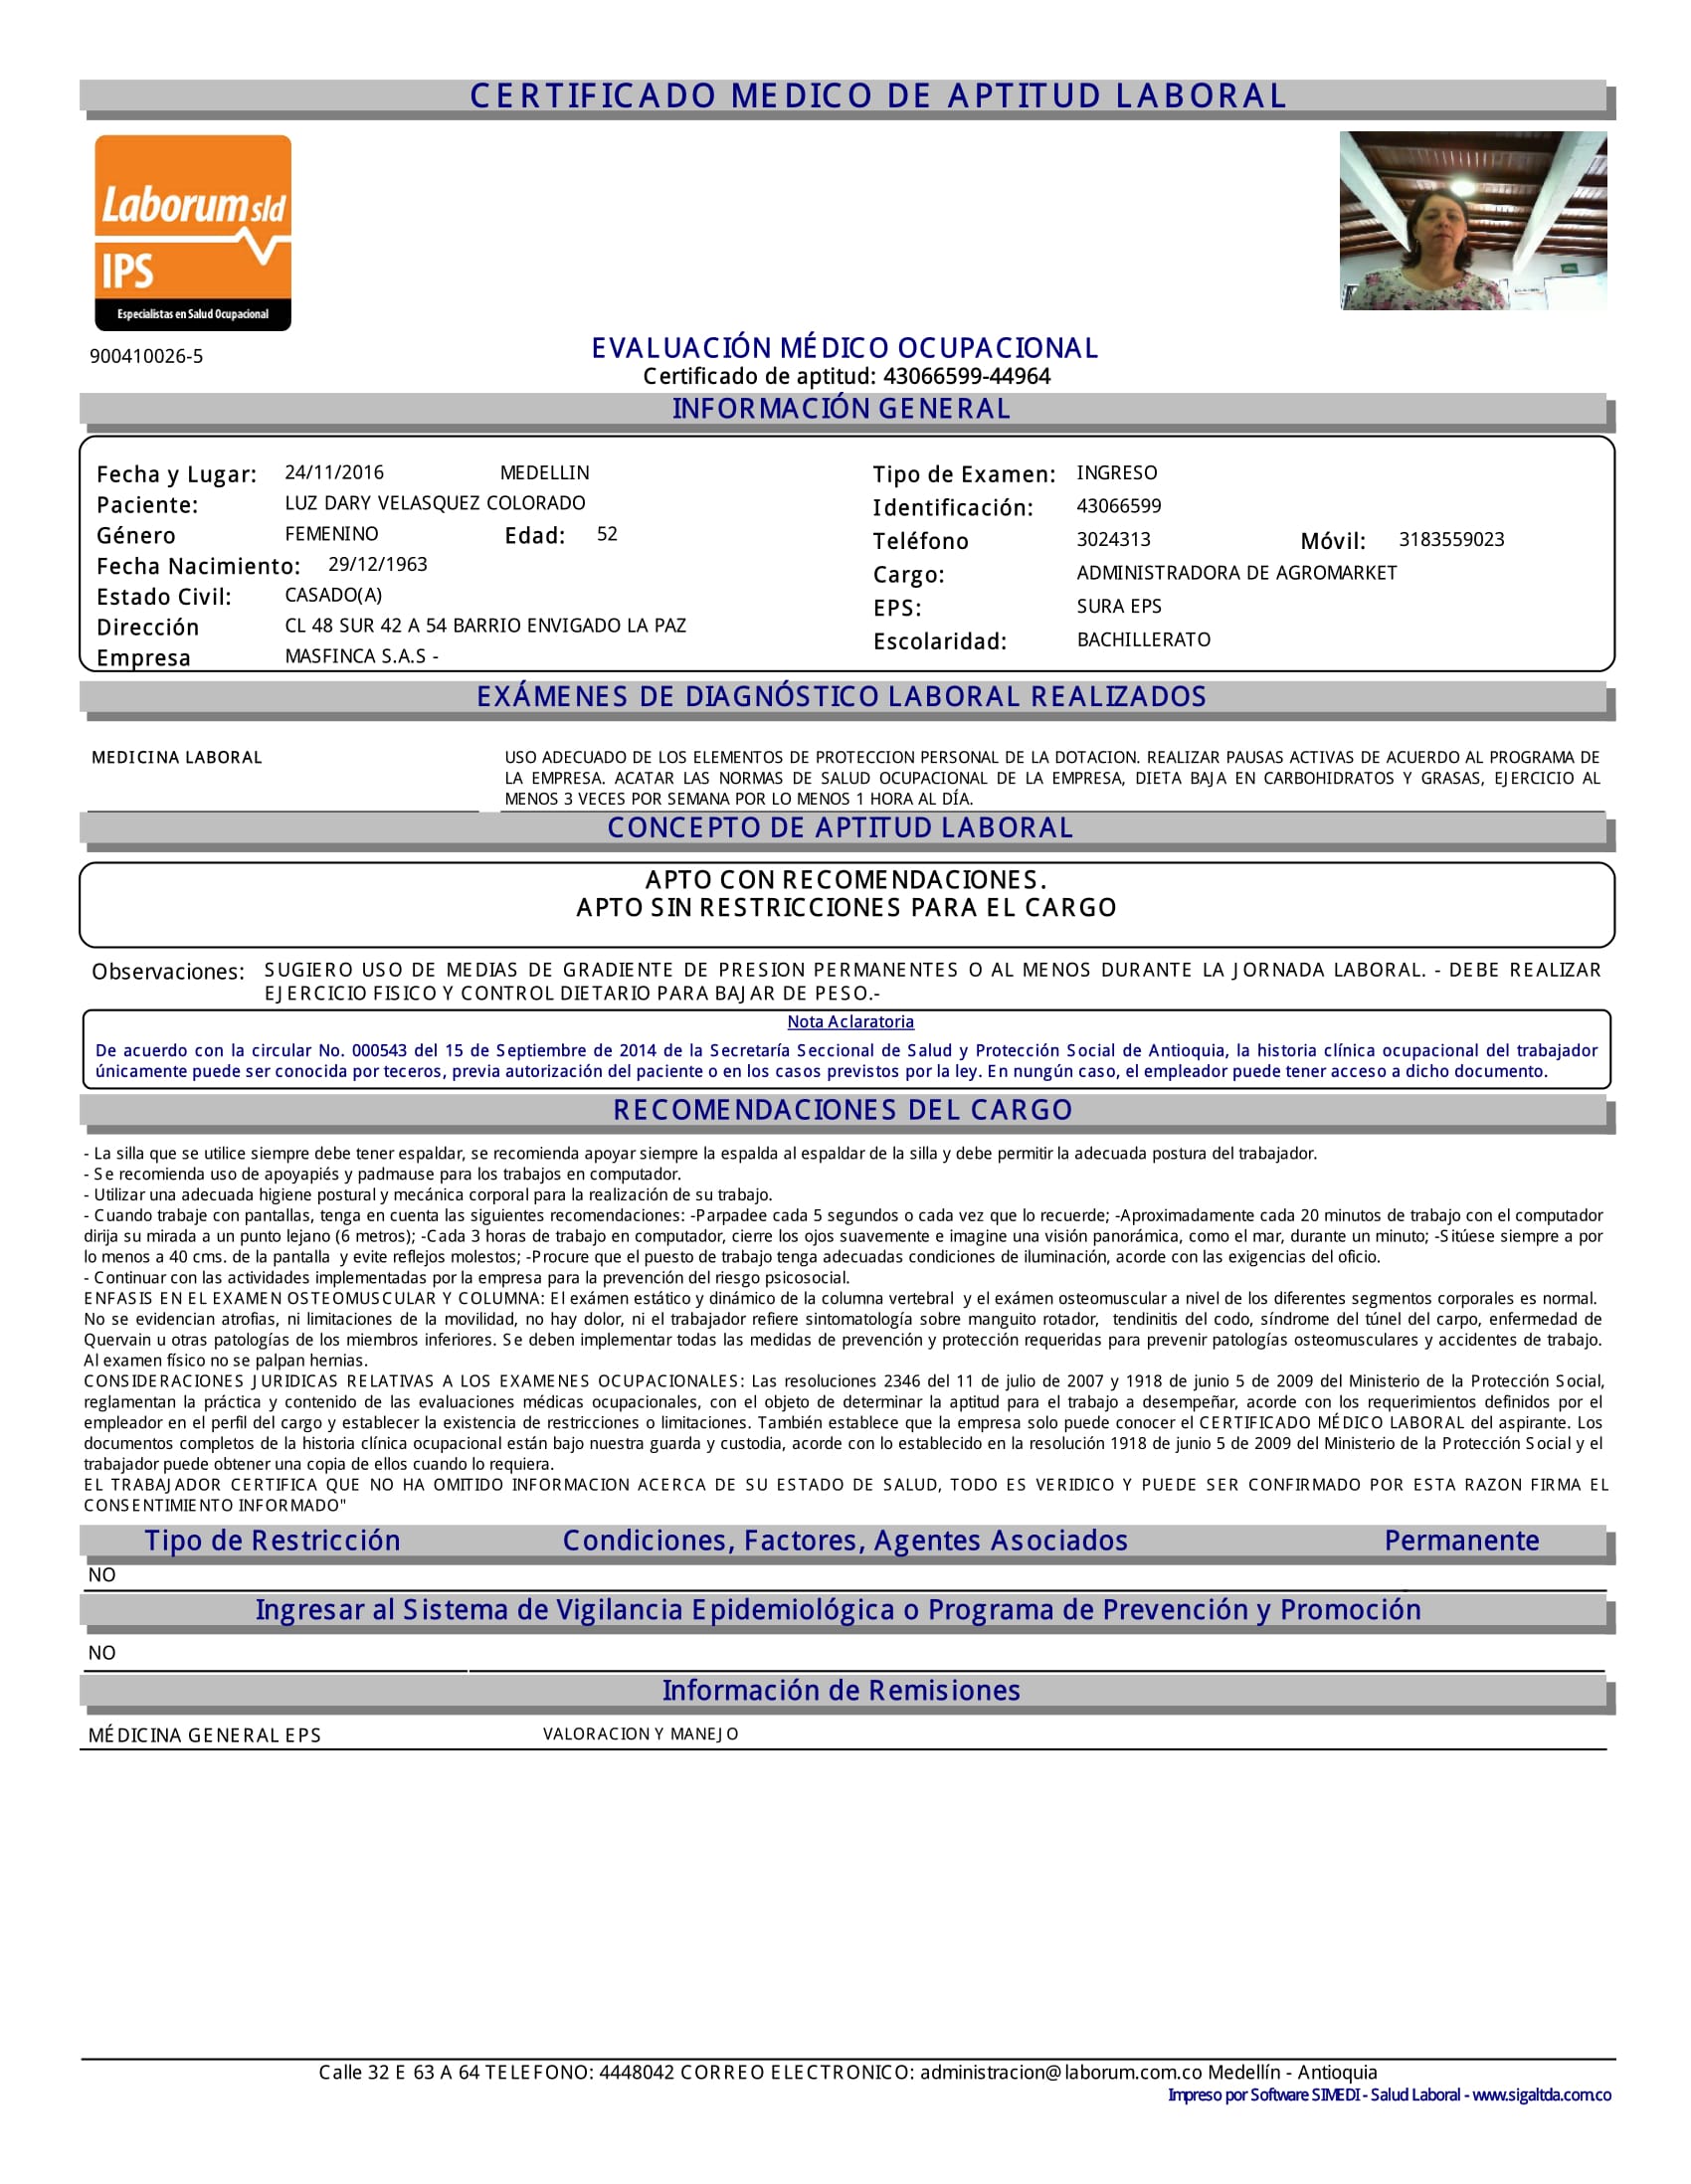 CERTIFICADO MEDICO DE APTITUD LABORAL
Laborum sld
IPS
Especialistas en Salud Ocupacional
900410026-5
EVALUACIÓN MÉDICO OCUPACIONAL
Certificado de aptitud: 43066599-44964
INFORMACIÓN GENERAL
Fecha y Lugar: 24/11/2016 MEDELLIN
Paciente: LUZ DARY VELASQUEZ COLORADO
Género FEMENINO Edad: 52
Fecha Nacimiento: 29/12/1963
Estado Civil: CASADO(A)
Dirección CL 48 SUR 42 A 54 BARRIO ENVIGADO LA PAZ
Empresa MASFINCA S.A.S -
Tipo de Examen: INGRESO
Identificación: 43066599
Teléfono 3024313 Móvil: 3183559023
Cargo: ADMINISTRADORA DE AGROMARKET
EPS: SURA EPS
Escolaridad: BACHILLERATO
EXÁMENES DE DIAGNÓSTICO LABORAL REALIZADOS
MEDICINA LABORAL USO ADECUADO DE LOS ELEMENTOS DE PROTECCION PERSONAL DE LA DOTACION. REALIZAR PAUSAS ACTIVAS DE ACUERDO AL PROGRAMA DE
LA EMPRESA. ACATAR LAS NORMAS DE SALUD OCUPACIONAL DE LA EMPRESA, DIETA BAJA EN CARBOHIDRATOS Y GRASAS, EJERCICIO AL
MENOS 3 VECES POR SEMANA POR LO MENOS 1 HORA AL DÍA.
CONCEPTO DE APTITUD LABORAL
APTO CON RECOMENDACIONES.
APTO SIN RESTRICCIONES PARA EL CARGO
Observaciones: SUGIERO USO DE MEDIAS DE GRADIENTE DE PRESION PERMANENTES O AL MENOS DURANTE LA JORNADA LABORAL. - DEBE REALIZAR
EJERCICIO FISICO Y CONTROL DIETARIO PARA BAJAR DE PESO.-
Nota Aclaratoria
De acuerdo con la circular No. 000543 del 15 de Septiembre de 2014 de la Secretaría Seccional de Salud y Protección Social de Antioquia, la historia clínica ocupacional del trabajador
únicamente puede ser conocida por teceros, previa autorización del paciente o en los casos previstos por la ley. En nungún caso, el empleador puede tener acceso a dicho documento.
RECOMENDACIONES DEL CARGO
- La silla que se utilice siempre debe tener espaldar, se recomienda apoyar siempre la espalda al espaldar de la silla y debe permitir la adecuada postura del trabajador.
- Se recomienda uso de apoyapiés y padmause para los trabajos en computador.
- Utilizar una adecuada higiene postural y mecánica corporal para la realización de su trabajo.
- Cuando trabaje con pantallas, tenga en cuenta las siguientes recomendaciones: -Parpadee cada 5 segundos o cada vez que lo recuerde; -Aproximadamente cada 20 minutos de trabajo con el computador
dirija su mirada a un punto lejano (6 metros); -Cada 3 horas de trabajo en computador, cierre los ojos suavemente e imagine una visión panorámica, como el mar, durante un minuto; -Sitúese siempre a por
lo menos a 40 cms. de la pantalla y evite reflejos molestos; -Procure que el puesto de trabajo tenga adecuadas condiciones de iluminación, acorde con las exigencias del oficio.
- Continuar con las actividades implementadas por la empresa para la prevención del riesgo psicosocial.
ENFASIS EN EL EXAMEN OSTEOMUSCULAR Y COLUMNA: El exámen estático y dinámico de la columna vertebral y el exámen osteomuscular a nivel de los diferentes segmentos corporales es normal.
No se evidencian atrofias, ni limitaciones de la movilidad, no hay dolor, ni el trabajador refiere sintomatología sobre manguito rotador, tendinitis del codo, síndrome del túnel del carpo, enfermedad de
Quervain u otras patologías de los miembros inferiores. Se deben implementar todas las medidas de prevención y protección requeridas para prevenir patologías osteomusculares y accidentes de trabajo.
Al examen físico no se palpan hernias.
CONSIDERACIONES JURIDICAS RELATIVAS A LOS EXAMENES OCUPACIONALES: Las resoluciones 2346 del 11 de julio de 2007 y 1918 de junio 5 de 2009 del Ministerio de la Protección Social,
reglamentan la práctica y contenido de las evaluaciones médicas ocupacionales, con el objeto de determinar la aptitud para el trabajo a desempeñar, acorde con los requerimientos definidos por el
empleador en el perfil del cargo y establecer la existencia de restricciones o limitaciones. También establece que la empresa solo puede conocer el CERTIFICADO MÉDICO LABORAL del aspirante. Los
documentos completos de la historia clínica ocupacional están bajo nuestra guarda y custodia, acorde con lo establecido en la resolución 1918 de junio 5 de 2009 del Ministerio de la Protección Social y el
trabajador puede obtener una copia de ellos cuando lo requiera.
EL TRABAJADOR CERTIFICA QUE NO HA OMITIDO INFORMACION ACERCA DE SU ESTADO DE SALUD, TODO ES VERIDICO Y PUEDE SER CONFIRMADO POR ESTA RAZON FIRMA EL
CONSENTIMIENTO INFORMADO"
Tipo de Restricción Condiciones, Factores, Agentes Asociados Permanente
NO
Ingresar al Sistema de Vigilancia Epidemiológica o Programa de Prevención y Promoción
NO
Información de Remisiones
MÉDICINA GENERAL EPS VALORACION Y MANEJO
Calle 32 E 63 A 64 TELEFONO: 4448042 CORREO ELECTRONICO: administracion@laborum.com.co Medellín - Antioquia
Impreso por Software SIMEDI - Salud Laboral - www.sigaltda.com.co